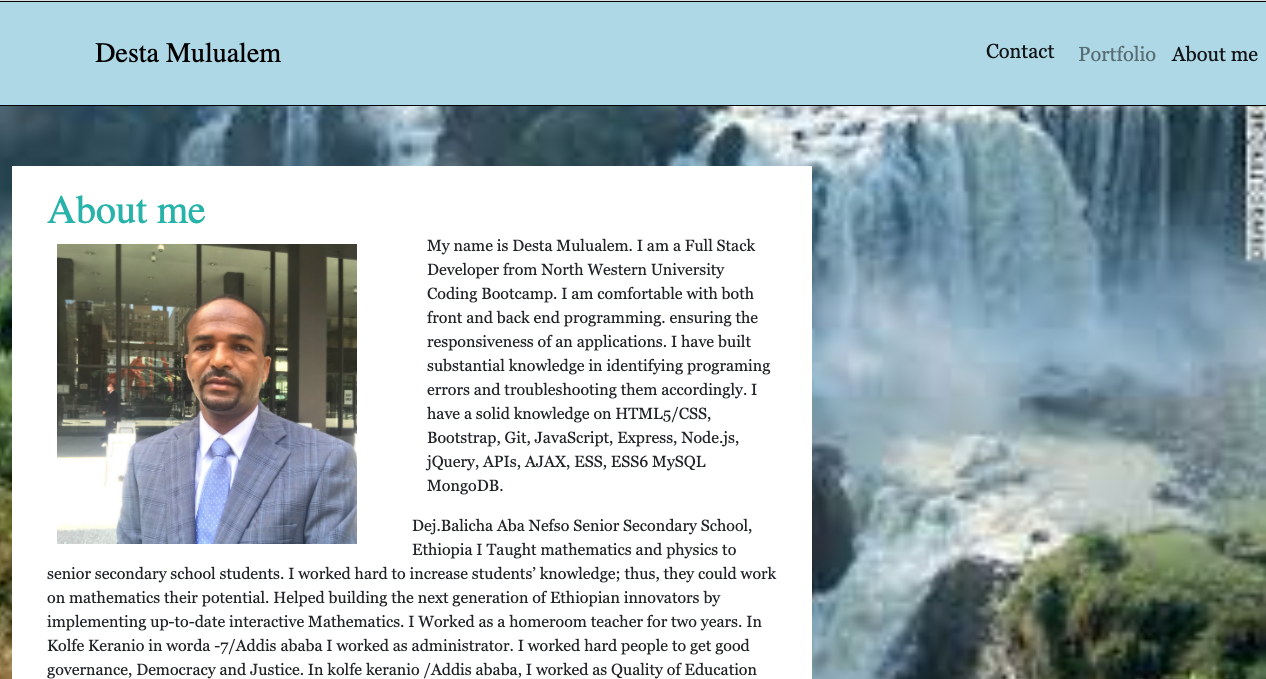 Desta Mulualem
Contact
Portfolio
About me
About me
My name is Desta Mulualem. I am a Full Stack
Developer from North Western University
Coding Bootcamp. I am comfortable with both
front and back end programming. ensuring the
responsiveness of an applications. I have built
substantial knowledge in identifying programing
errors and troubleshooting them accordingly. I
have a solid knowledge on HTML5/CSS,
Bootstrap, Git, JavaScript, Express, Node.js,
jQuery, APIs, AJAX, ESS, ESS6 MySQL
MongoDB.
Dej.Balicha Aba Nefso Senior Secondary School,
Ethiopia I Taught mathematics and physics to
senior secondary school students. I worked hard to increase students’ knowledge; thus, they could work
on mathematics their potential. Helped building the next generation of Ethiopian innovators by
implementing up-to-date interactive Mathematics. I Worked as a homeroom teacher for two years. In
Kolfe Keranio in worda -7/Addis ababa I worked as administrator. I worked hard people to get good
governance, Democracy and Justice. In kolfe keranio /Addis ababa, I worked as Quality of Education